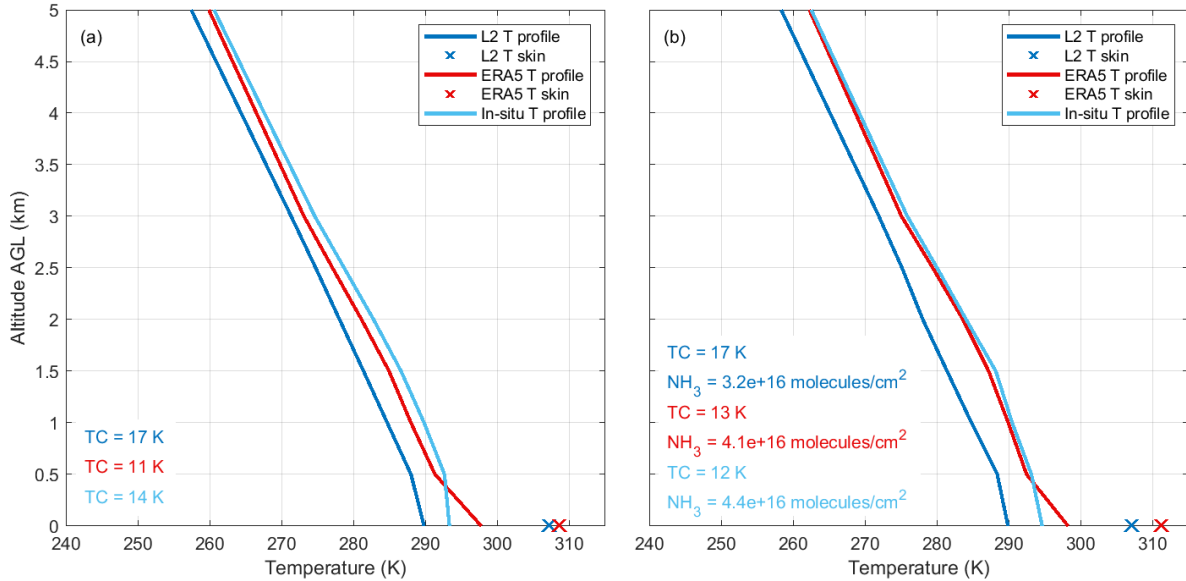 (a)
L2 T profile
L2 T skin
ERA5 T profile
ERA5 T skin
In-situ T profile
5
4.5
4
3.5
3
2.5
2
1.5
1
0.5
0
Altitude AGL (km)
TC = 17 K
TC = 11 K
TC = 14 K
240 250 260 270 280 290 300 310
Temperature (K)
(b)
L2 T profile
L2 T skin
ERA5 T profile
ERA5 T skin
In-situ T profile
TC = 17 K
NH3 = 3.2e+16 molecules/cm2
TC = 13 K
NH3 = 4.1e+16 molecules/cm2
TC = 12 K
NH3 = 4.4e+16 molecules/cm2
240 250 260 270 280 290 300 310
Temperature (K)